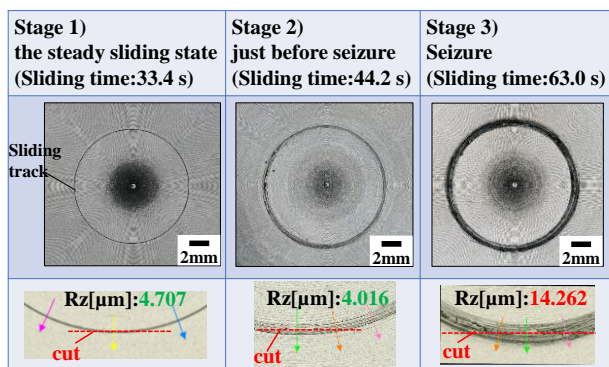 Stage 1)
the steady sliding state
(Sliding time:33.4 s)
Stage 2)
just before seizure
(Sliding time:44.2 s)
Stage 3)
Seizure
(Sliding time:63.0 s)
Sliding
track
2mm
2mm
2mm
Rz[µm]:4.707
cut
Rz[µm]:4.016
cut
Rz[µm]:14.262
cut